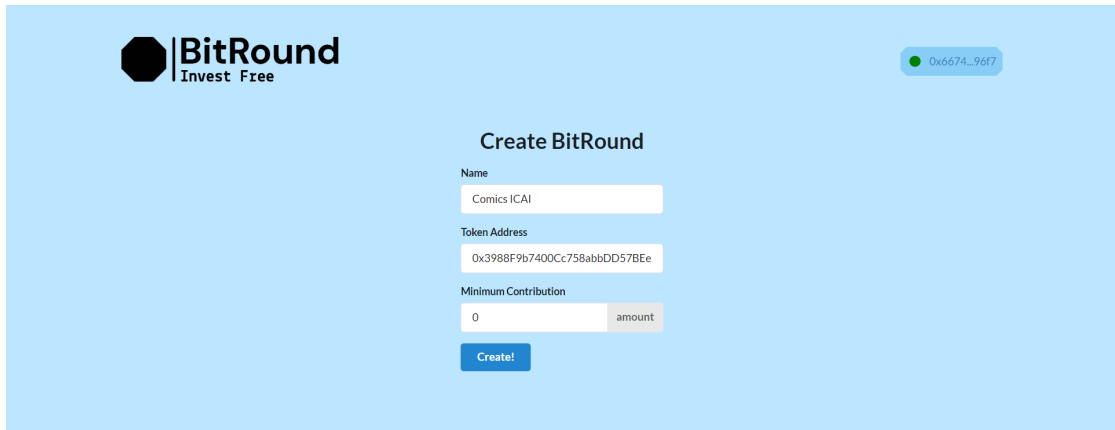 BitRound
Invest Free
0x6674...96f7
Create BitRound
Name
Comics ICAI
Token Address
0x3988F9b7400Cc758abbDD57BEe
Minimum Contribution
0 amount
Create!